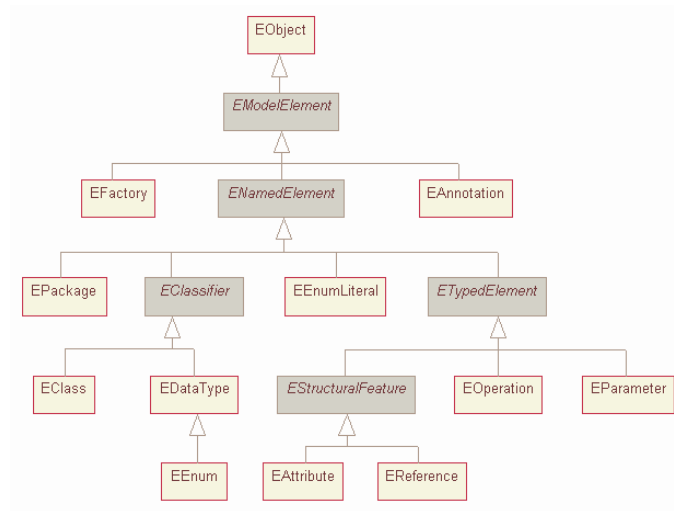 EObject
EModelElement
EFactory
ENamedElement
EAnnotation
EPackage
EClassifier
EEnumLiteral
ETypedElement
EClass
EDataType
EStructuralFeature
EOperation
EParameter
EEnum
EAttribute
EReference